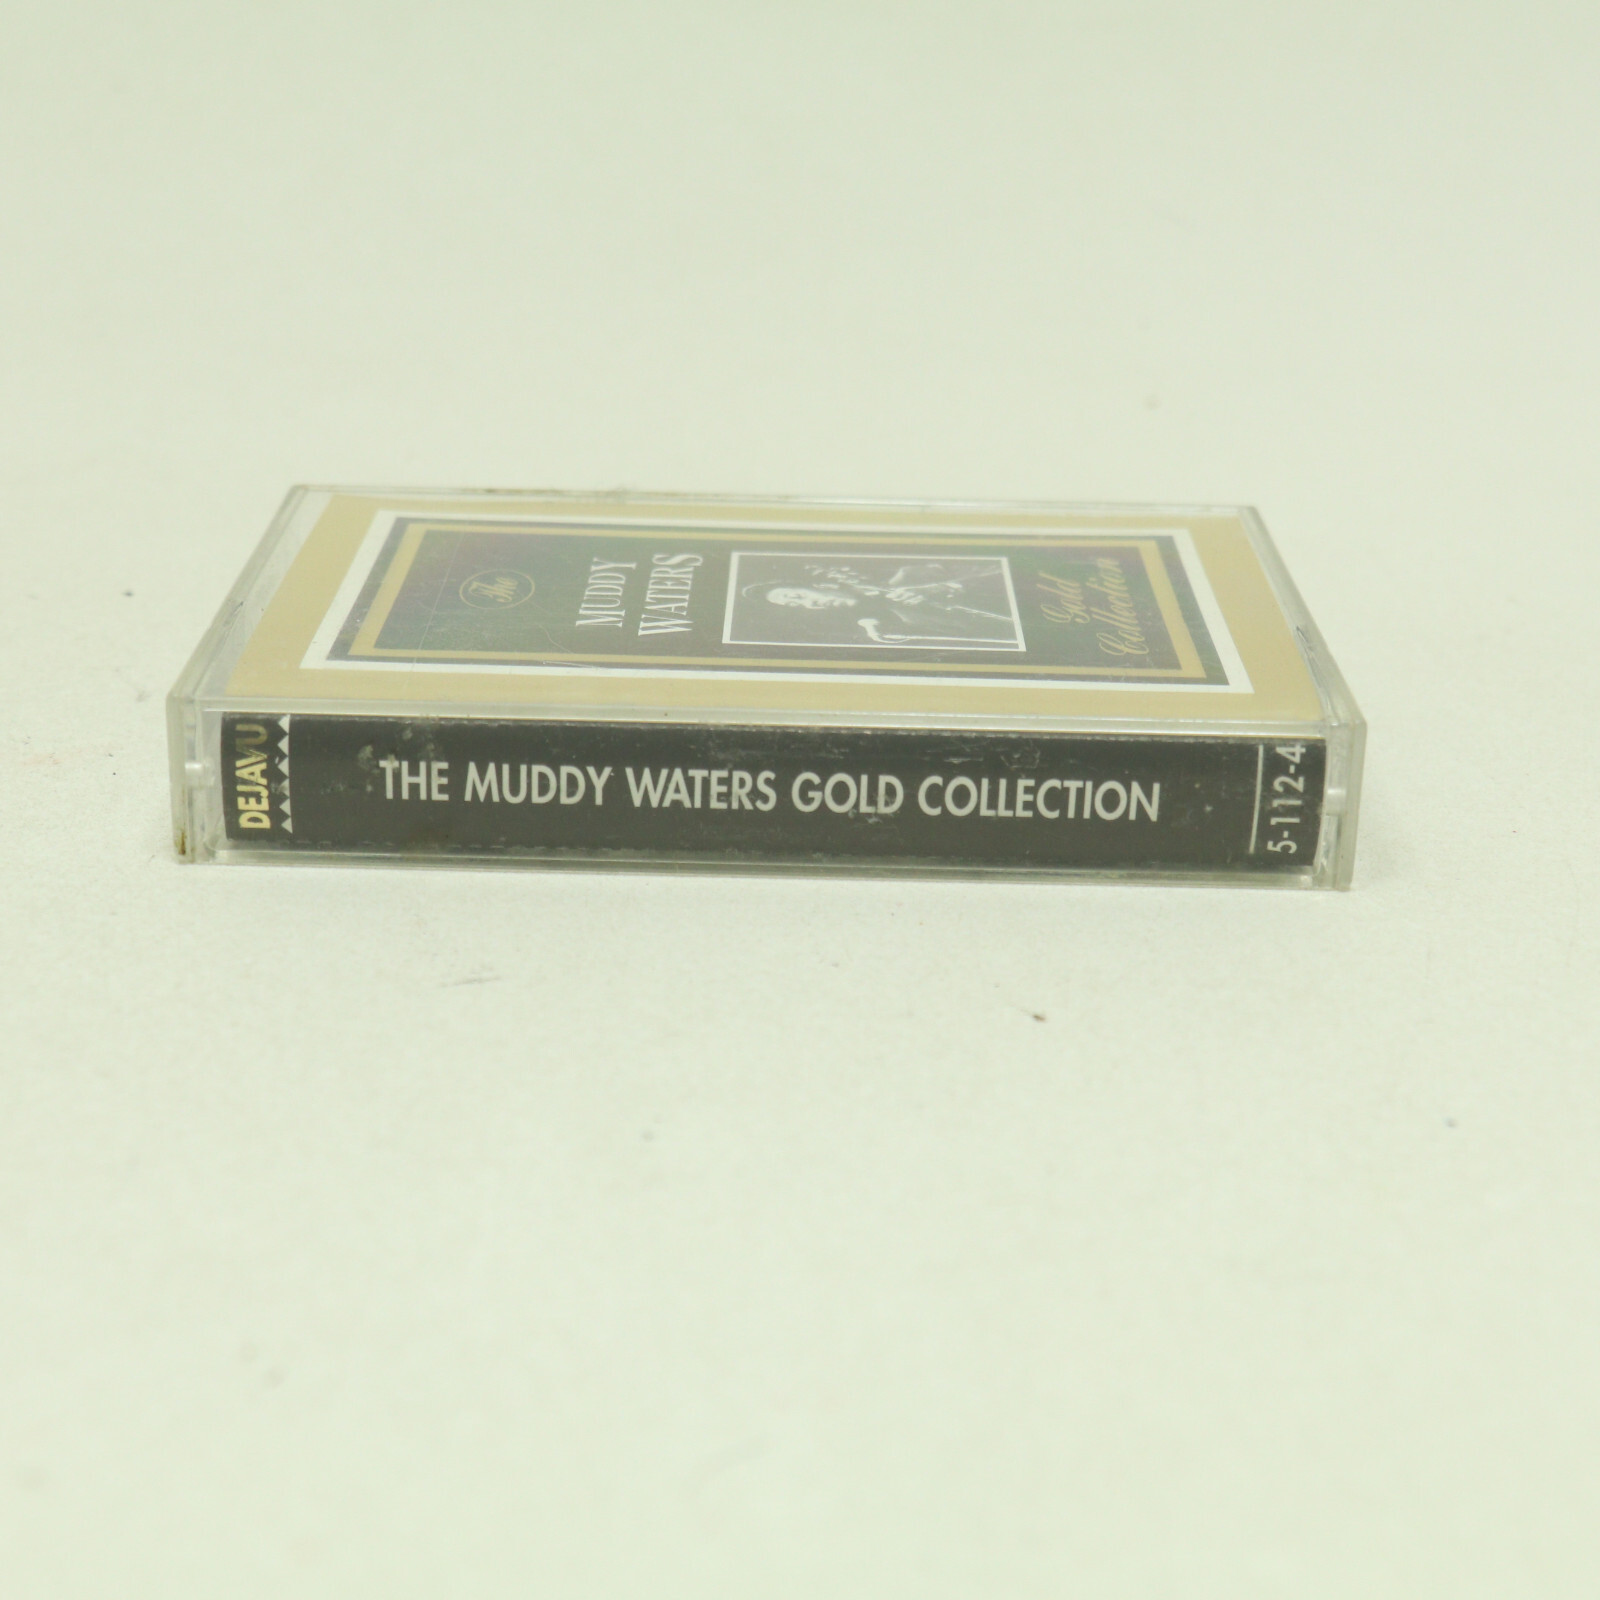 The
MUDDY
WATERS
Gold
Collection
DEJAVU
THE MUDDY WATERS GOLD COLLECTION
5-112-4